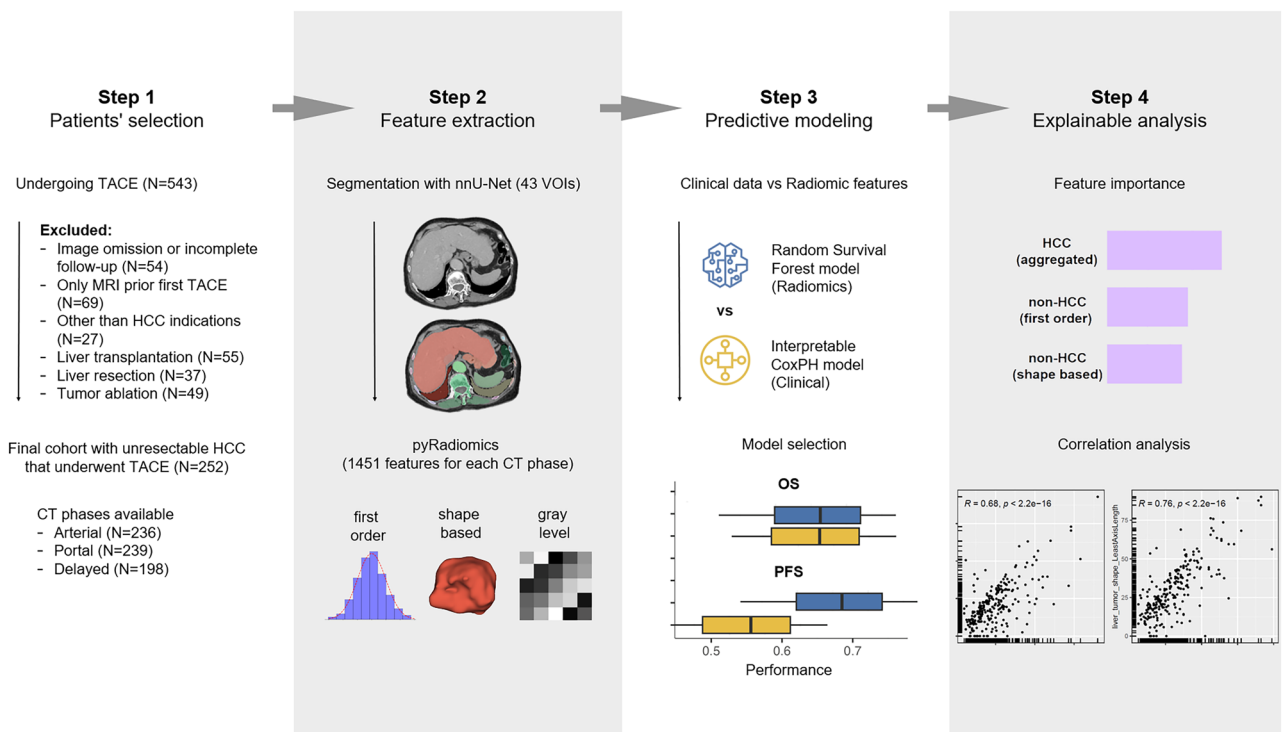 Step 1
Patients' selection
Undergoing TACE (N=543)
Excluded:
- Image omission or incomplete
follow-up (N=54)
- Only MRI prior first TACE
(N=69)
- Other than HCC indications
(N=27)
- Liver transplantation (N=55)
- Liver resection (N=37)
- Tumor ablation (N=49)
Final cohort with unresectable HCC
that underwent TACE (N=252)
CT phases available
- Arterial (N=236)
- Portal (N=239)
- Delayed (N=198)
Step 2
Feature extraction
Segmentation with nnU-Net (43 VOIs)
pyRadiomics
(1451 features for each CT phase)
first
order
shape
based
gray
level
Step 3
Predictive modeling
Clinical data vs Radiomic features
Random Survival
Forest model
(Radiomics)
vs
Interpretable
CoxPH model
(Clinical)
Model selection
OS
PFS
0.5 0.6 0.7
Performance
Step 4
Explainable analysis
Feature importance
HCC
(aggregated)
non-HCC
(first order)
non-HCC
(shape based)
Correlation analysis
R = 0.68, p < 2.2e-16
R = 0.76, p < 2.2e-16
liver_tumor_shape_LeastAxisLength
75
50
25
0